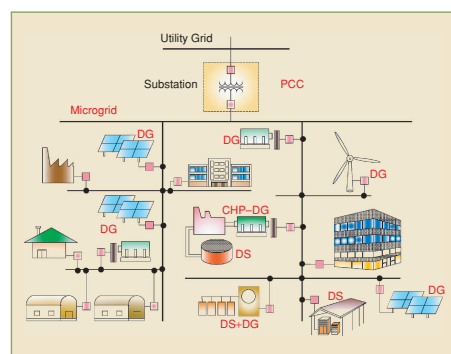 Utility Grid
Substation
PCC
Microgrid
DG
DG
DG
DG
CHP–DG
DS
DS+DG
DS
DG